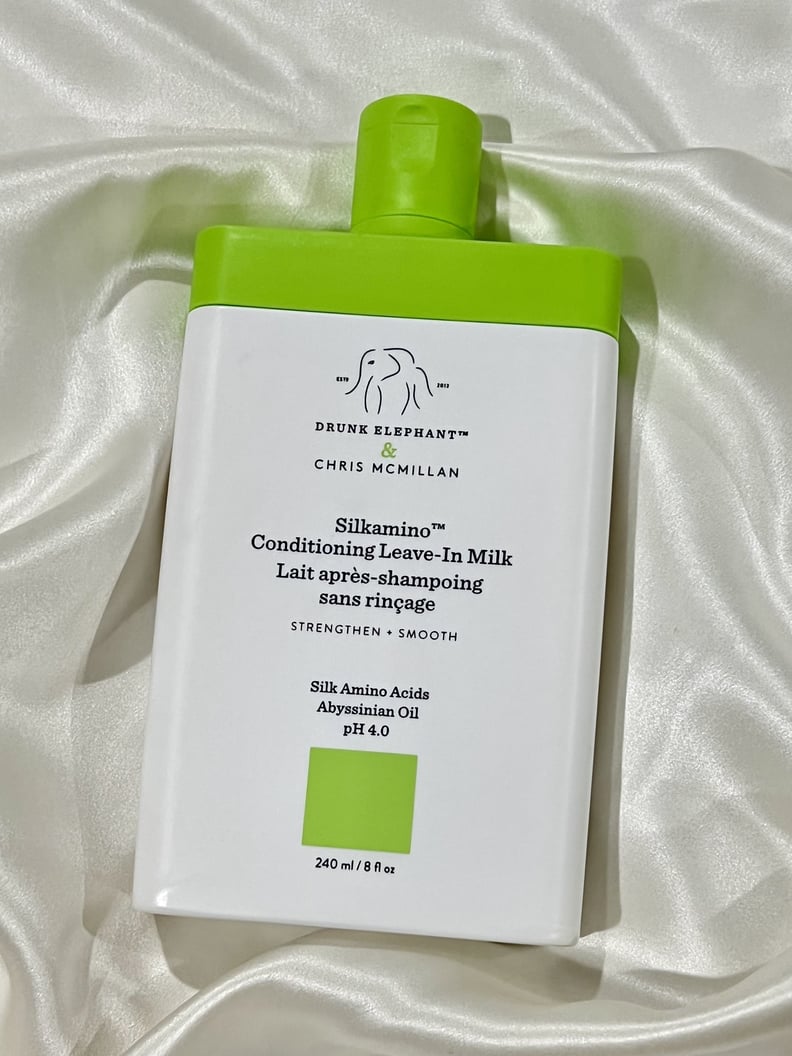 ESTD 2012
DRUNK ELEPHANT™
&
CHRIS MCMILLAN
Silkamino™
Conditioning Leave-In Milk
Lait après-shampoing
sans rinçage
STRENGTHEN + SMOOTH
Silk Amino Acids
Abyssinian Oil
pH 4.0
240 ml / 8 fl oz